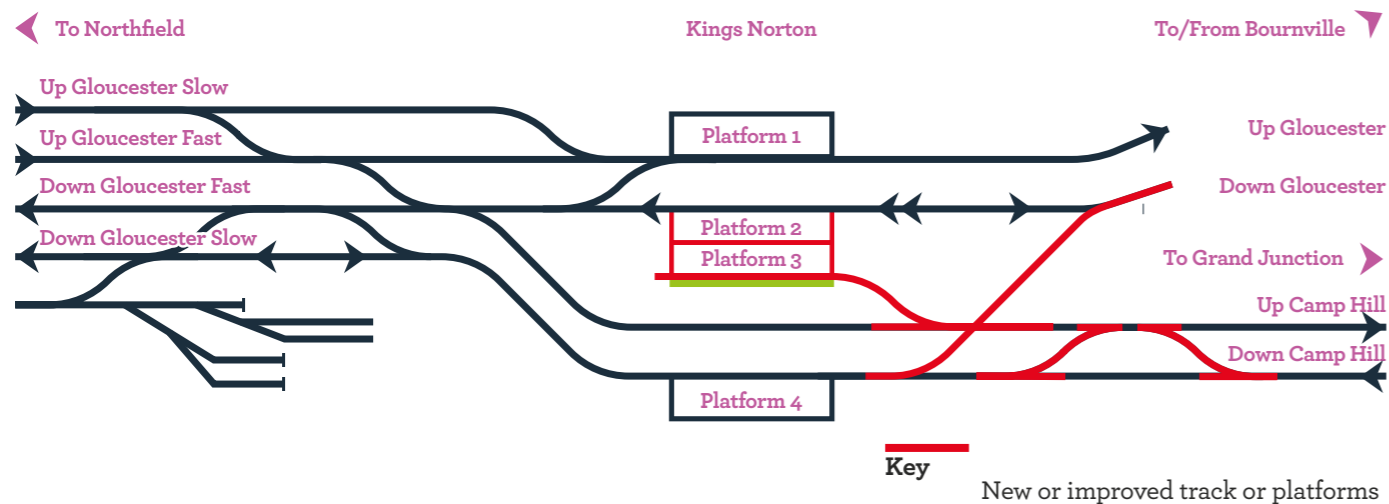 To Northfield
Kings Norton
To/From Bournville
Up Gloucester Slow
Up Gloucester Fast
Platform 1
Up Gloucester
Down Gloucester Fast
Down Gloucester
Platform 2
Down Gloucester Slow
Platform 3
To Grand Junction
Up Camp Hill
Down Camp Hill
Platform 4
Key
New or improved track or platforms